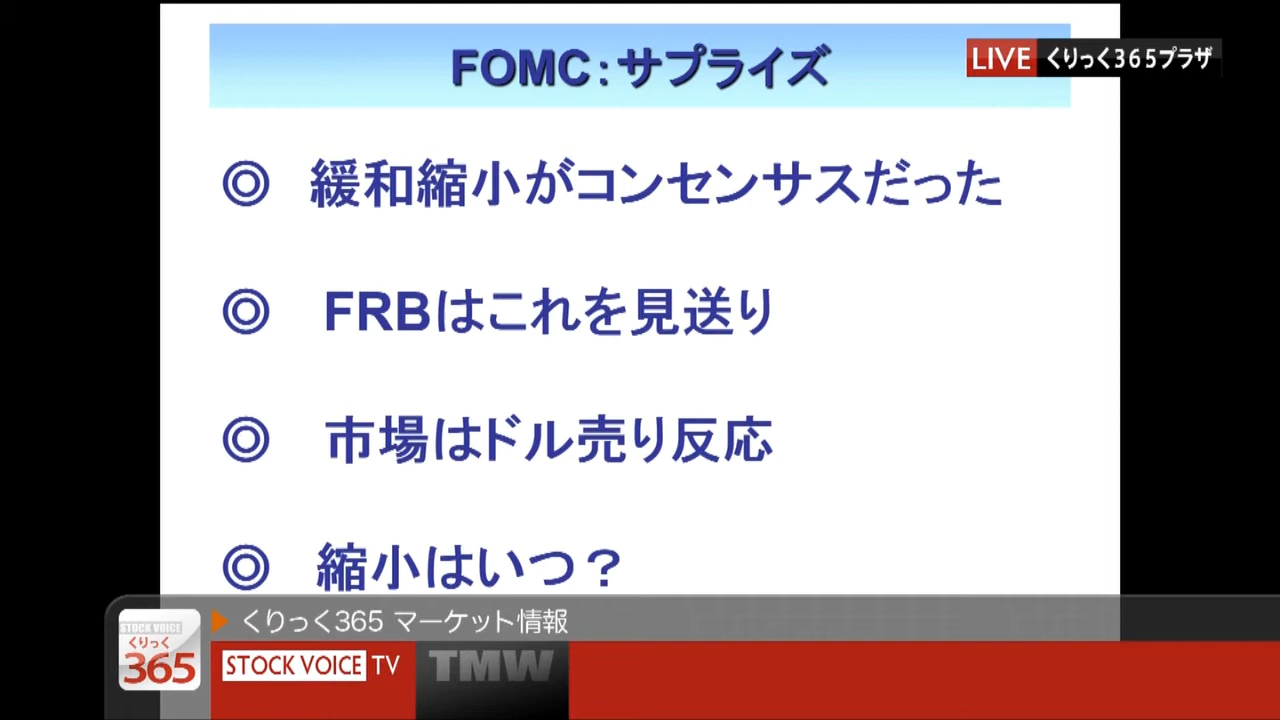 FOMC：サプライズ
LIVE くりっく365プラザ
◎ 緩和縮小がコンセンサスだった
◎ FRBはこれを見送り
◎ 市場はドル売り反応
◎ 縮小はいつ？
くりっく365 マーケット情報
STOCK VOICE
くりっく
365
STOCK VOICE TV
TMW